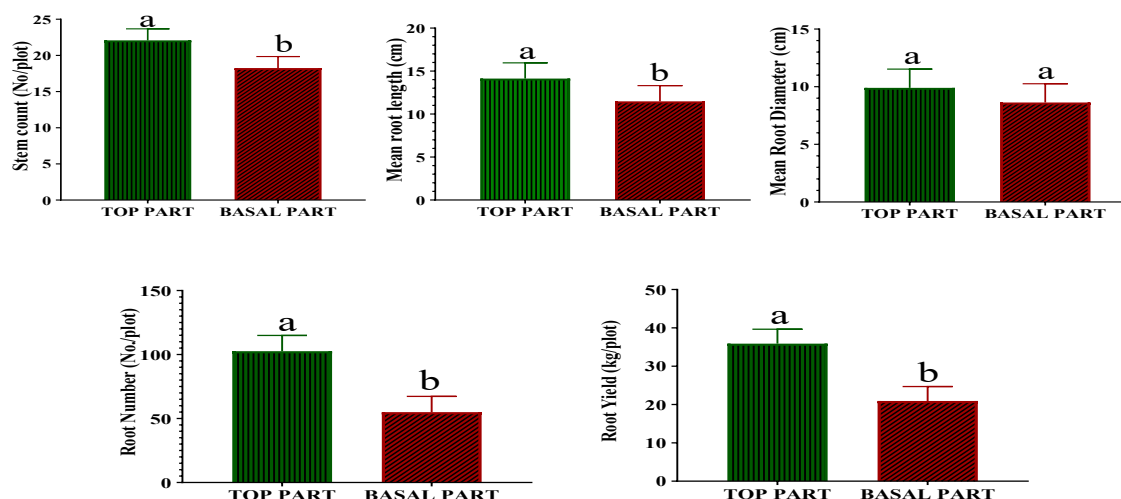 Stem count (No/plot)
25
20
15
10
5
0
a
b
TOP PART
BASAL PART
Mean root length (cm)
20
15
10
5
0
a
b
TOP PART
BASAL PART
Mean Root Diameter (cm)
15
10
5
0
a
a
TOP PART
BASAL PART
Root Number (No./plot)
150
100
50
0
a
b
TOP PART
BASAL PART
Root Yield (kg/plot)
50
40
30
20
10
0
a
b
TOP PART
BASAL PART